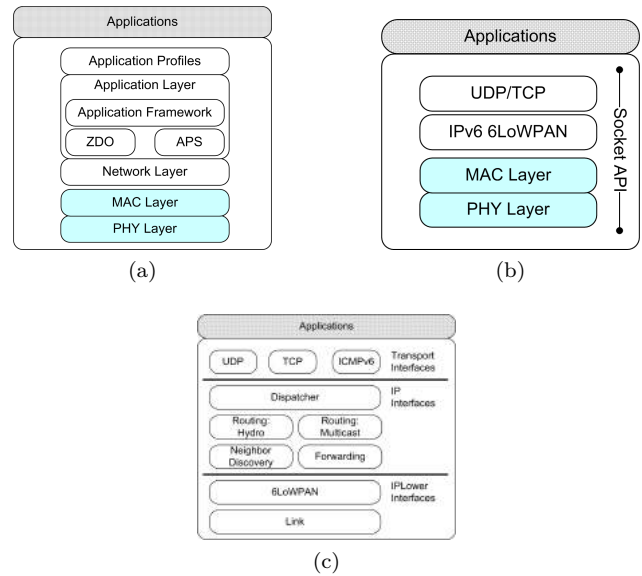 Applications
Application Profiles
Application Layer
Application Framework
ZDO APS
Network Layer
MAC Layer
PHY Layer
(a)
Applications
UDP/TCP
IPv6 6LoWPAN
MAC Layer
PHY Layer
Socket API
(b)
Applications
UDP TCP ICMPv6 Transport
Interfaces
Dispatcher IP
Interfaces
Routing: Routing:
Hydro Multicast
Neighbor
Discovery Forwarding
6LoWPAN IPLower
Interfaces
Link
(c)